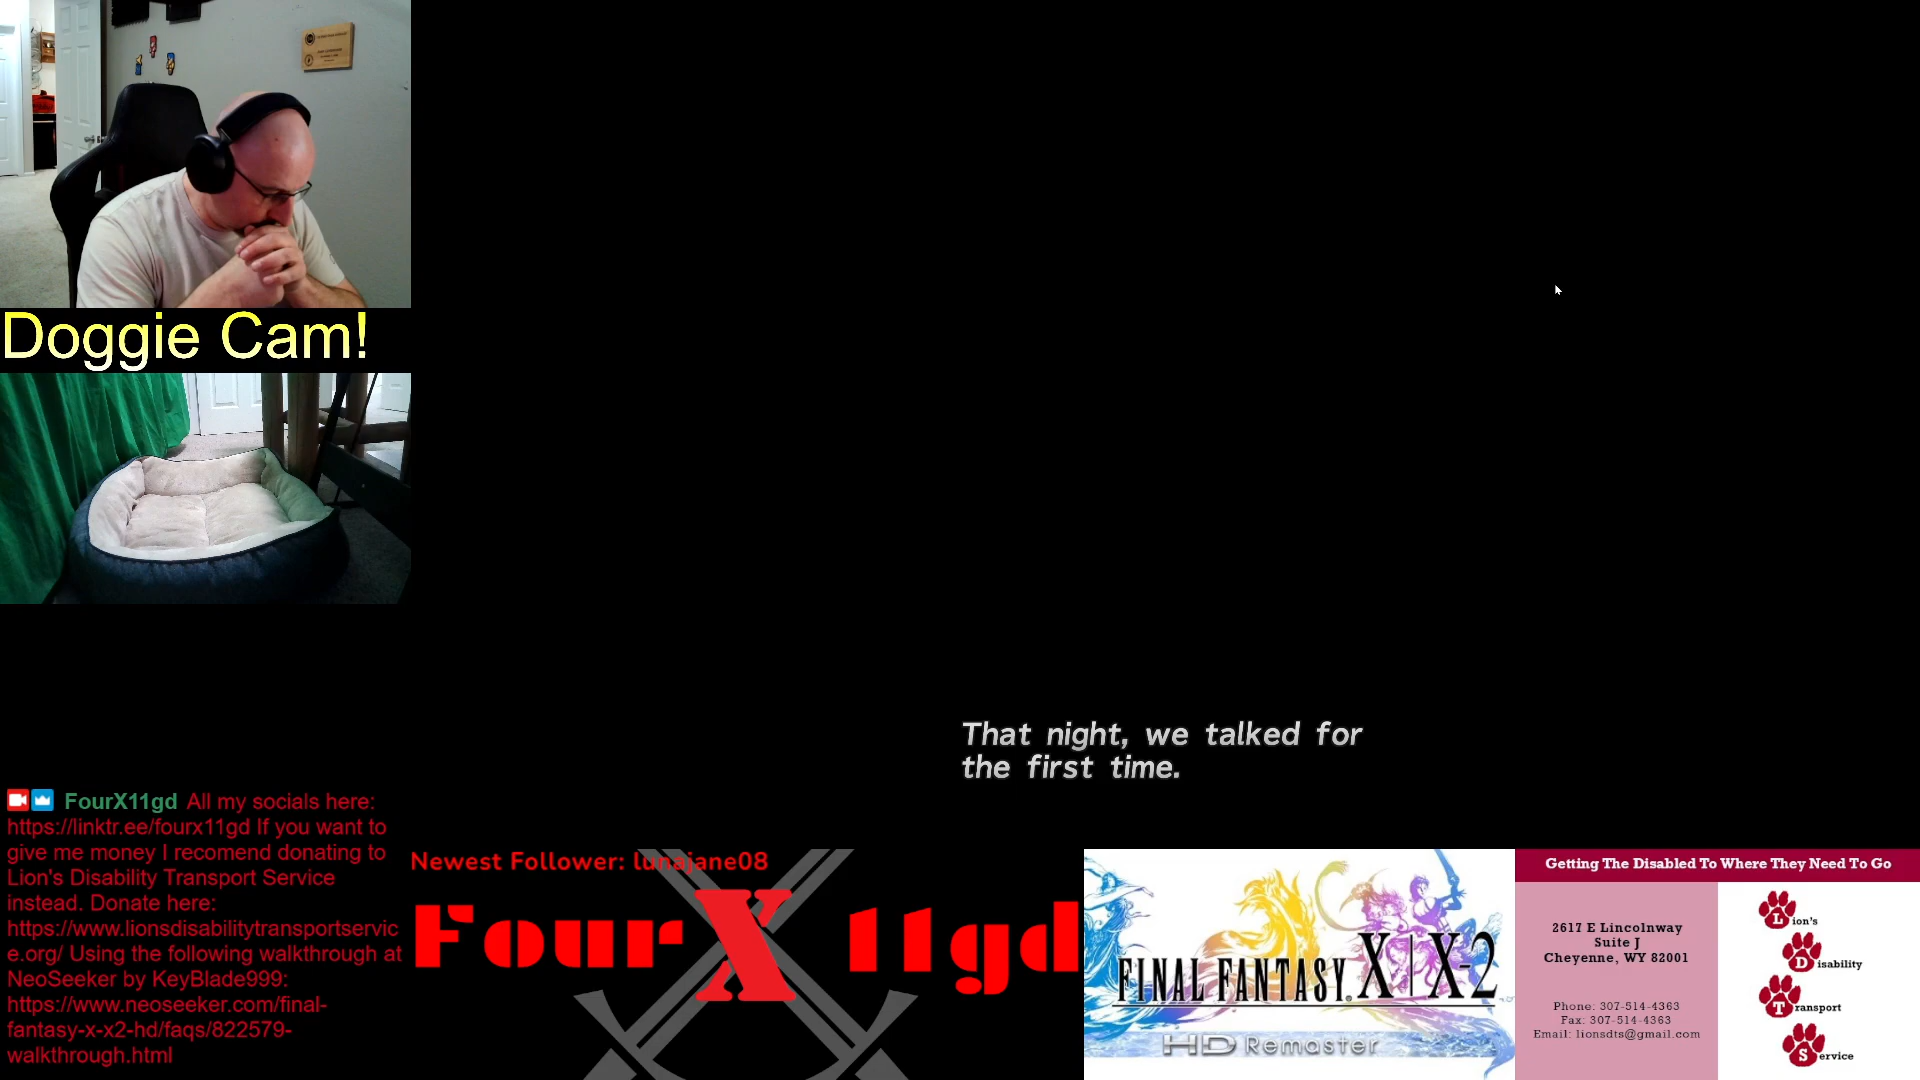 Doggie Cam!
That night, we talked for
the first time.
FourX11gd All my socials here:
https://linktr.ee/fourx11gd If you want to
give me money I recomend donating to
Lion's Disability Transport Service
instead. Donate here:
https://www.lionsdisabilitytransportservic
e.org/ Using the following walkthrough at
NeoSeeker by KeyBlade999:
https://www.neoseeker.com/final-
fantasy-x-x2-hd/faqs/822579-
walkthrough.html
Newest Follower: lunajane08
FourX11gd
FINAL FANTASY X|X-2
HD Remaster
Getting The Disabled To Where They Need To Go
2617 E Lincolnway
Suite J
Cheyenne, WY 82001
Phone: 307-514-4363
Fax: 307-514-4363
Email: lionsdts@gmail.com
Lion's
Disability
Transport
Service